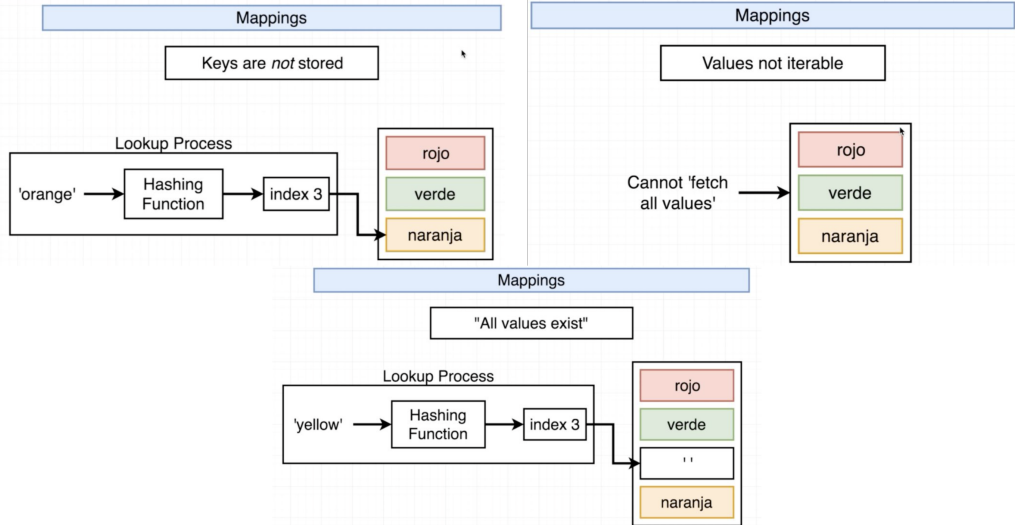 Mappings
Keys are not stored
Lookup Process
'orange'
Hashing
Function
index 3
rojo
verde
naranja
Mappings
Values not iterable
Cannot 'fetch
all values'
rojo
verde
naranja
Mappings
"All values exist"
Lookup Process
'yellow'
Hashing
Function
index 3
rojo
verde
' '
naranja